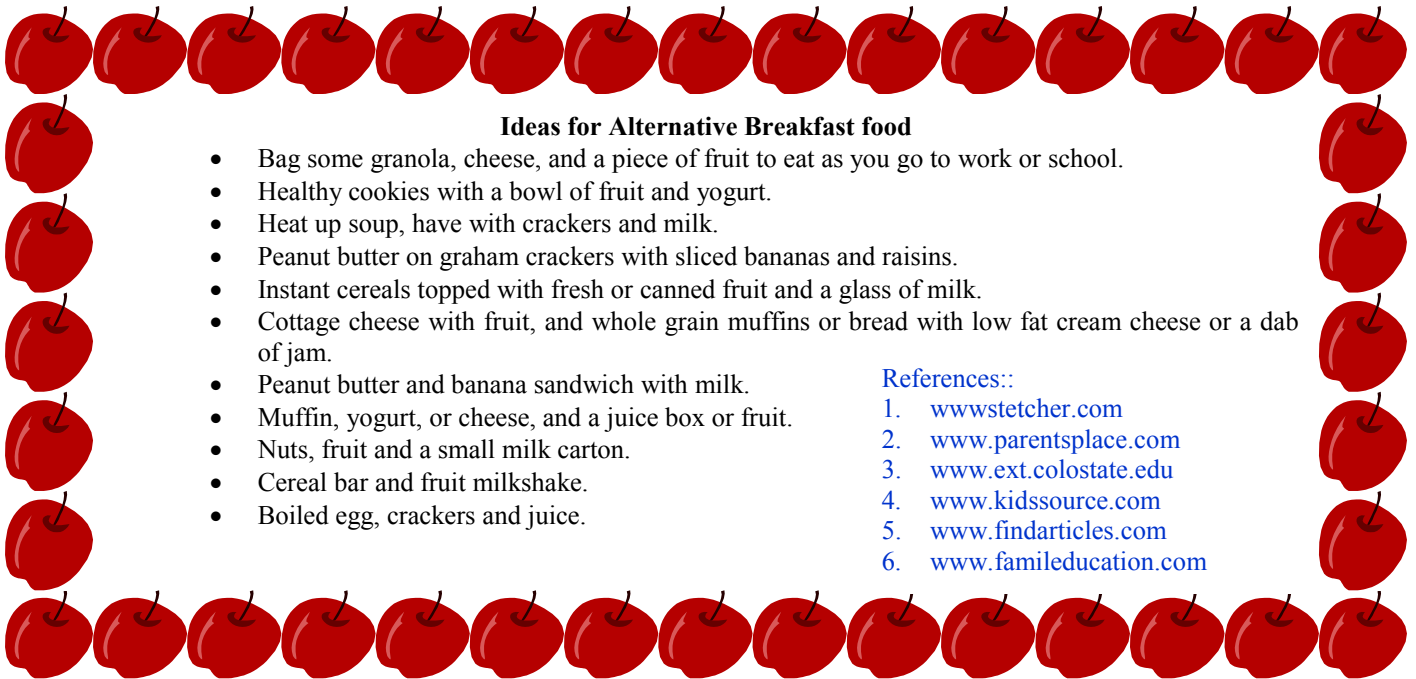 Ideas for Alternative Breakfast food
• Bag some granola, cheese, and a piece of fruit to eat as you go to work or school.
• Healthy cookies with a bowl of fruit and yogurt.
• Heat up soup, have with crackers and milk.
• Peanut butter on graham crackers with sliced bananas and raisins.
• Instant cereals topped with fresh or canned fruit and a glass of milk.
• Cottage cheese with fruit, and whole grain muffins or bread with low fat cream cheese or a dab
of jam.
• Peanut butter and banana sandwich with milk.
• Muffin, yogurt, or cheese, and a juice box or fruit.
• Nuts, fruit and a small milk carton.
• Cereal bar and fruit milkshake.
• Boiled egg, crackers and juice.
References::
1. wwwstetcher.com
2. www.parentsplace.com
3. www.ext.colostate.edu
4. www.kidssource.com
5. www.findarticles.com
6. www.famileducation.com